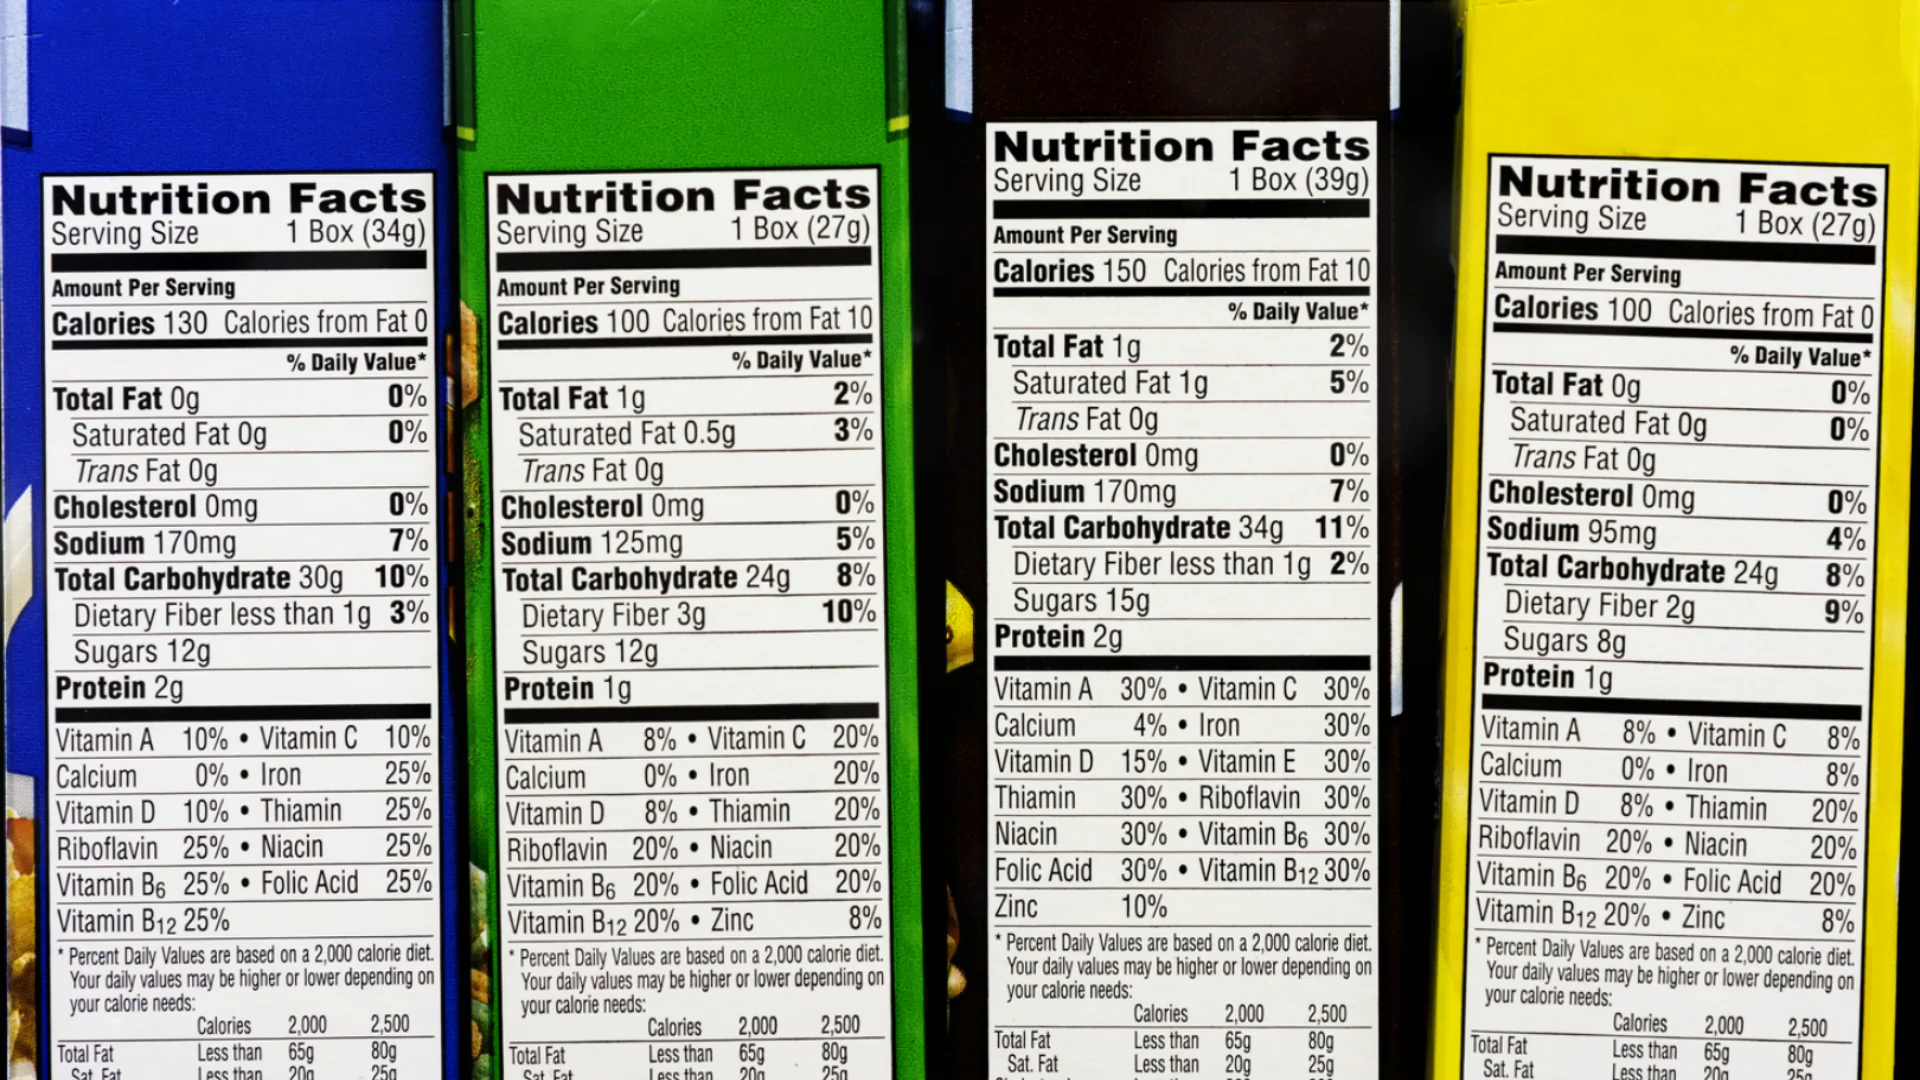 Nutrition Facts
Serving Size 1 Box (34g)
Amount Per Serving
Calories 130 Calories from Fat 0
% Daily Value*
Total Fat 0g 0%
Saturated Fat 0g 0%
Trans Fat 0g
Cholesterol 0mg 0%
Sodium 170mg 7%
Total Carbohydrate 30g 10%
Dietary Fiber less than 1g 3%
Sugars 12g
Protein 2g
Vitamin A 10% • Vitamin C 10%
Calcium 0% • Iron 25%
Vitamin D 10% • Thiamin 25%
Riboflavin 25% • Niacin 25%
Vitamin B6 25% • Folic Acid 25%
Vitamin B12 25%
* Percent Daily Values are based on a 2,000 calorie diet.
Your daily values may be higher or lower depending on
your calorie needs:
Calories 2,000 2,500
Total Fat Less than 65g 80g
Sat. Fat Less than 20g 25g
Nutrition Facts
Serving Size 1 Box (27g)
Amount Per Serving
Calories 100 Calories from Fat 10
% Daily Value*
Total Fat 1g 2%
Saturated Fat 0.5g 3%
Trans Fat 0g
Cholesterol 0mg 0%
Sodium 125mg 5%
Total Carbohydrate 24g 8%
Dietary Fiber 3g 10%
Sugars 12g
Protein 1g
Vitamin A 8% • Vitamin C 20%
Calcium 0% • Iron 20%
Vitamin D 8% • Thiamin 20%
Riboflavin 20% • Niacin 20%
Vitamin B6 20% • Folic Acid 20%
Vitamin B12 20% • Zinc 8%
* Percent Daily Values are based on a 2,000 calorie diet.
Your daily values may be higher or lower depending on
your calorie needs:
Calories 2,000 2,500
Total Fat Less than 65g 80g
Sat. Fat Less than 20g 25g
Nutrition Facts
Serving Size 1 Box (39g)
Amount Per Serving
Calories 150 Calories from Fat 10
% Daily Value*
Total Fat 1g 2%
Saturated Fat 1g 5%
Trans Fat 0g
Cholesterol 0mg 0%
Sodium 170mg 7%
Total Carbohydrate 34g 11%
Dietary Fiber less than 1g 2%
Sugars 15g
Protein 2g
Vitamin A 30% • Vitamin C 30%
Calcium 4% • Iron 30%
Vitamin D 15% • Vitamin E 30%
Thiamin 30% • Riboflavin 30%
Niacin 30% • Vitamin B6 30%
Folic Acid 30% • Vitamin B12 30%
Zinc 10%
* Percent Daily Values are based on a 2,000 calorie diet.
Your daily values may be higher or lower depending on
your calorie needs:
Calories 2,000 2,500
Total Fat Less than 65g 80g
Sat. Fat Less than 20g 25g
Nutrition Facts
Serving Size 1 Box (27g)
Amount Per Serving
Calories 100 Calories from Fat 0
% Daily Value*
Total Fat 0g 0%
Saturated Fat 0g 0%
Trans Fat 0g
Cholesterol 0mg 0%
Sodium 95mg 4%
Total Carbohydrate 24g 8%
Dietary Fiber 2g 9%
Sugars 8g
Protein 1g
Vitamin A 8% • Vitamin C 8%
Calcium 0% • Iron 8%
Vitamin D 8% • Thiamin 20%
Riboflavin 20% • Niacin 20%
Vitamin B6 20% • Folic Acid 20%
Vitamin B12 20% • Zinc 8%
* Percent Daily Values are based on a 2,000 calorie diet.
Your daily values may be higher or lower depending on
your calorie needs:
Calories 2,000 2,500
Total Fat Less than 65g 80g
Sat. Fat Less than 20g 25g